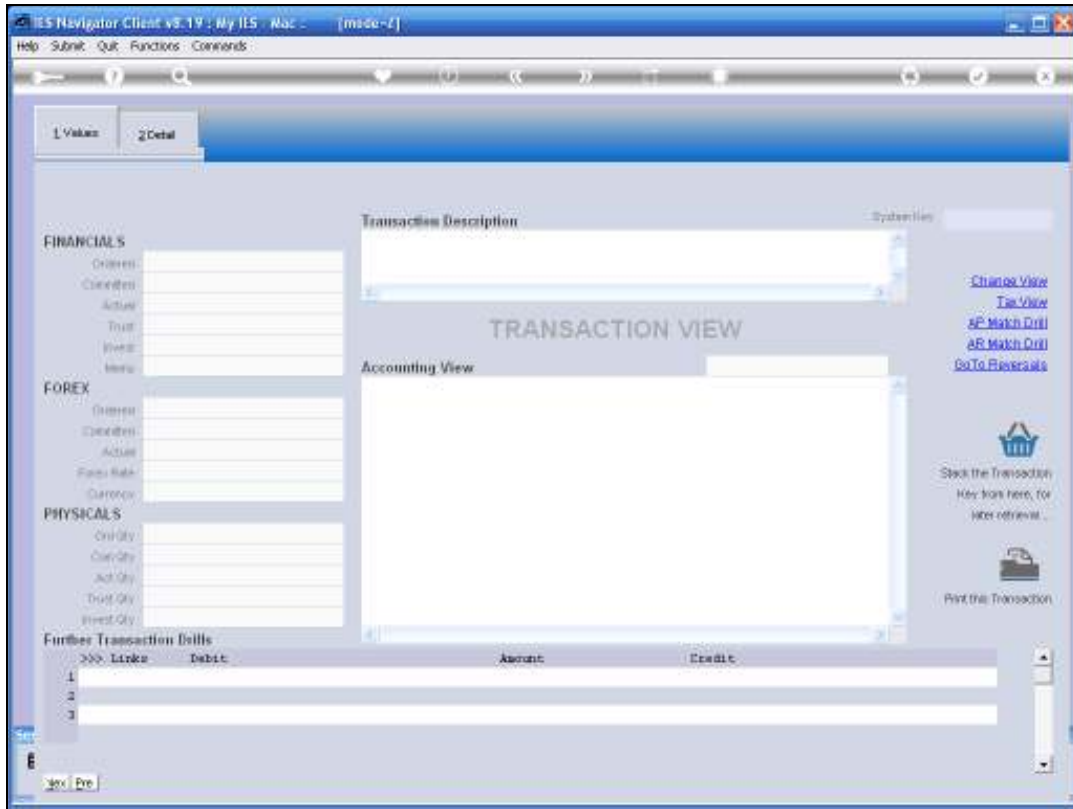 IES Navigator Client v8.19 : My IES - Mac
Help Submit Quit Functions Commands
1 Values 2 Detail
Transaction Description
System Key
FINANCIALS
Ordered
Committed
Actual
Trust
Invest
Memo
Change View
Tax View
AP Match Drill
AR Match Drill
GoTo Reversals
TRANSACTION VIEW
Accounting View
FOREX
Ordered
Committed
Actual
Forex Rate
Currency
Stack the Transaction
Key from here, for
later retrieval...
PHYSICALS
Ord Qty
Com Qty
Act Qty
Trust Qty
Invest Qty
Print this Transaction
Further Transaction Drills
>>> Links Debit Amount Credit
1
2
3
Pre